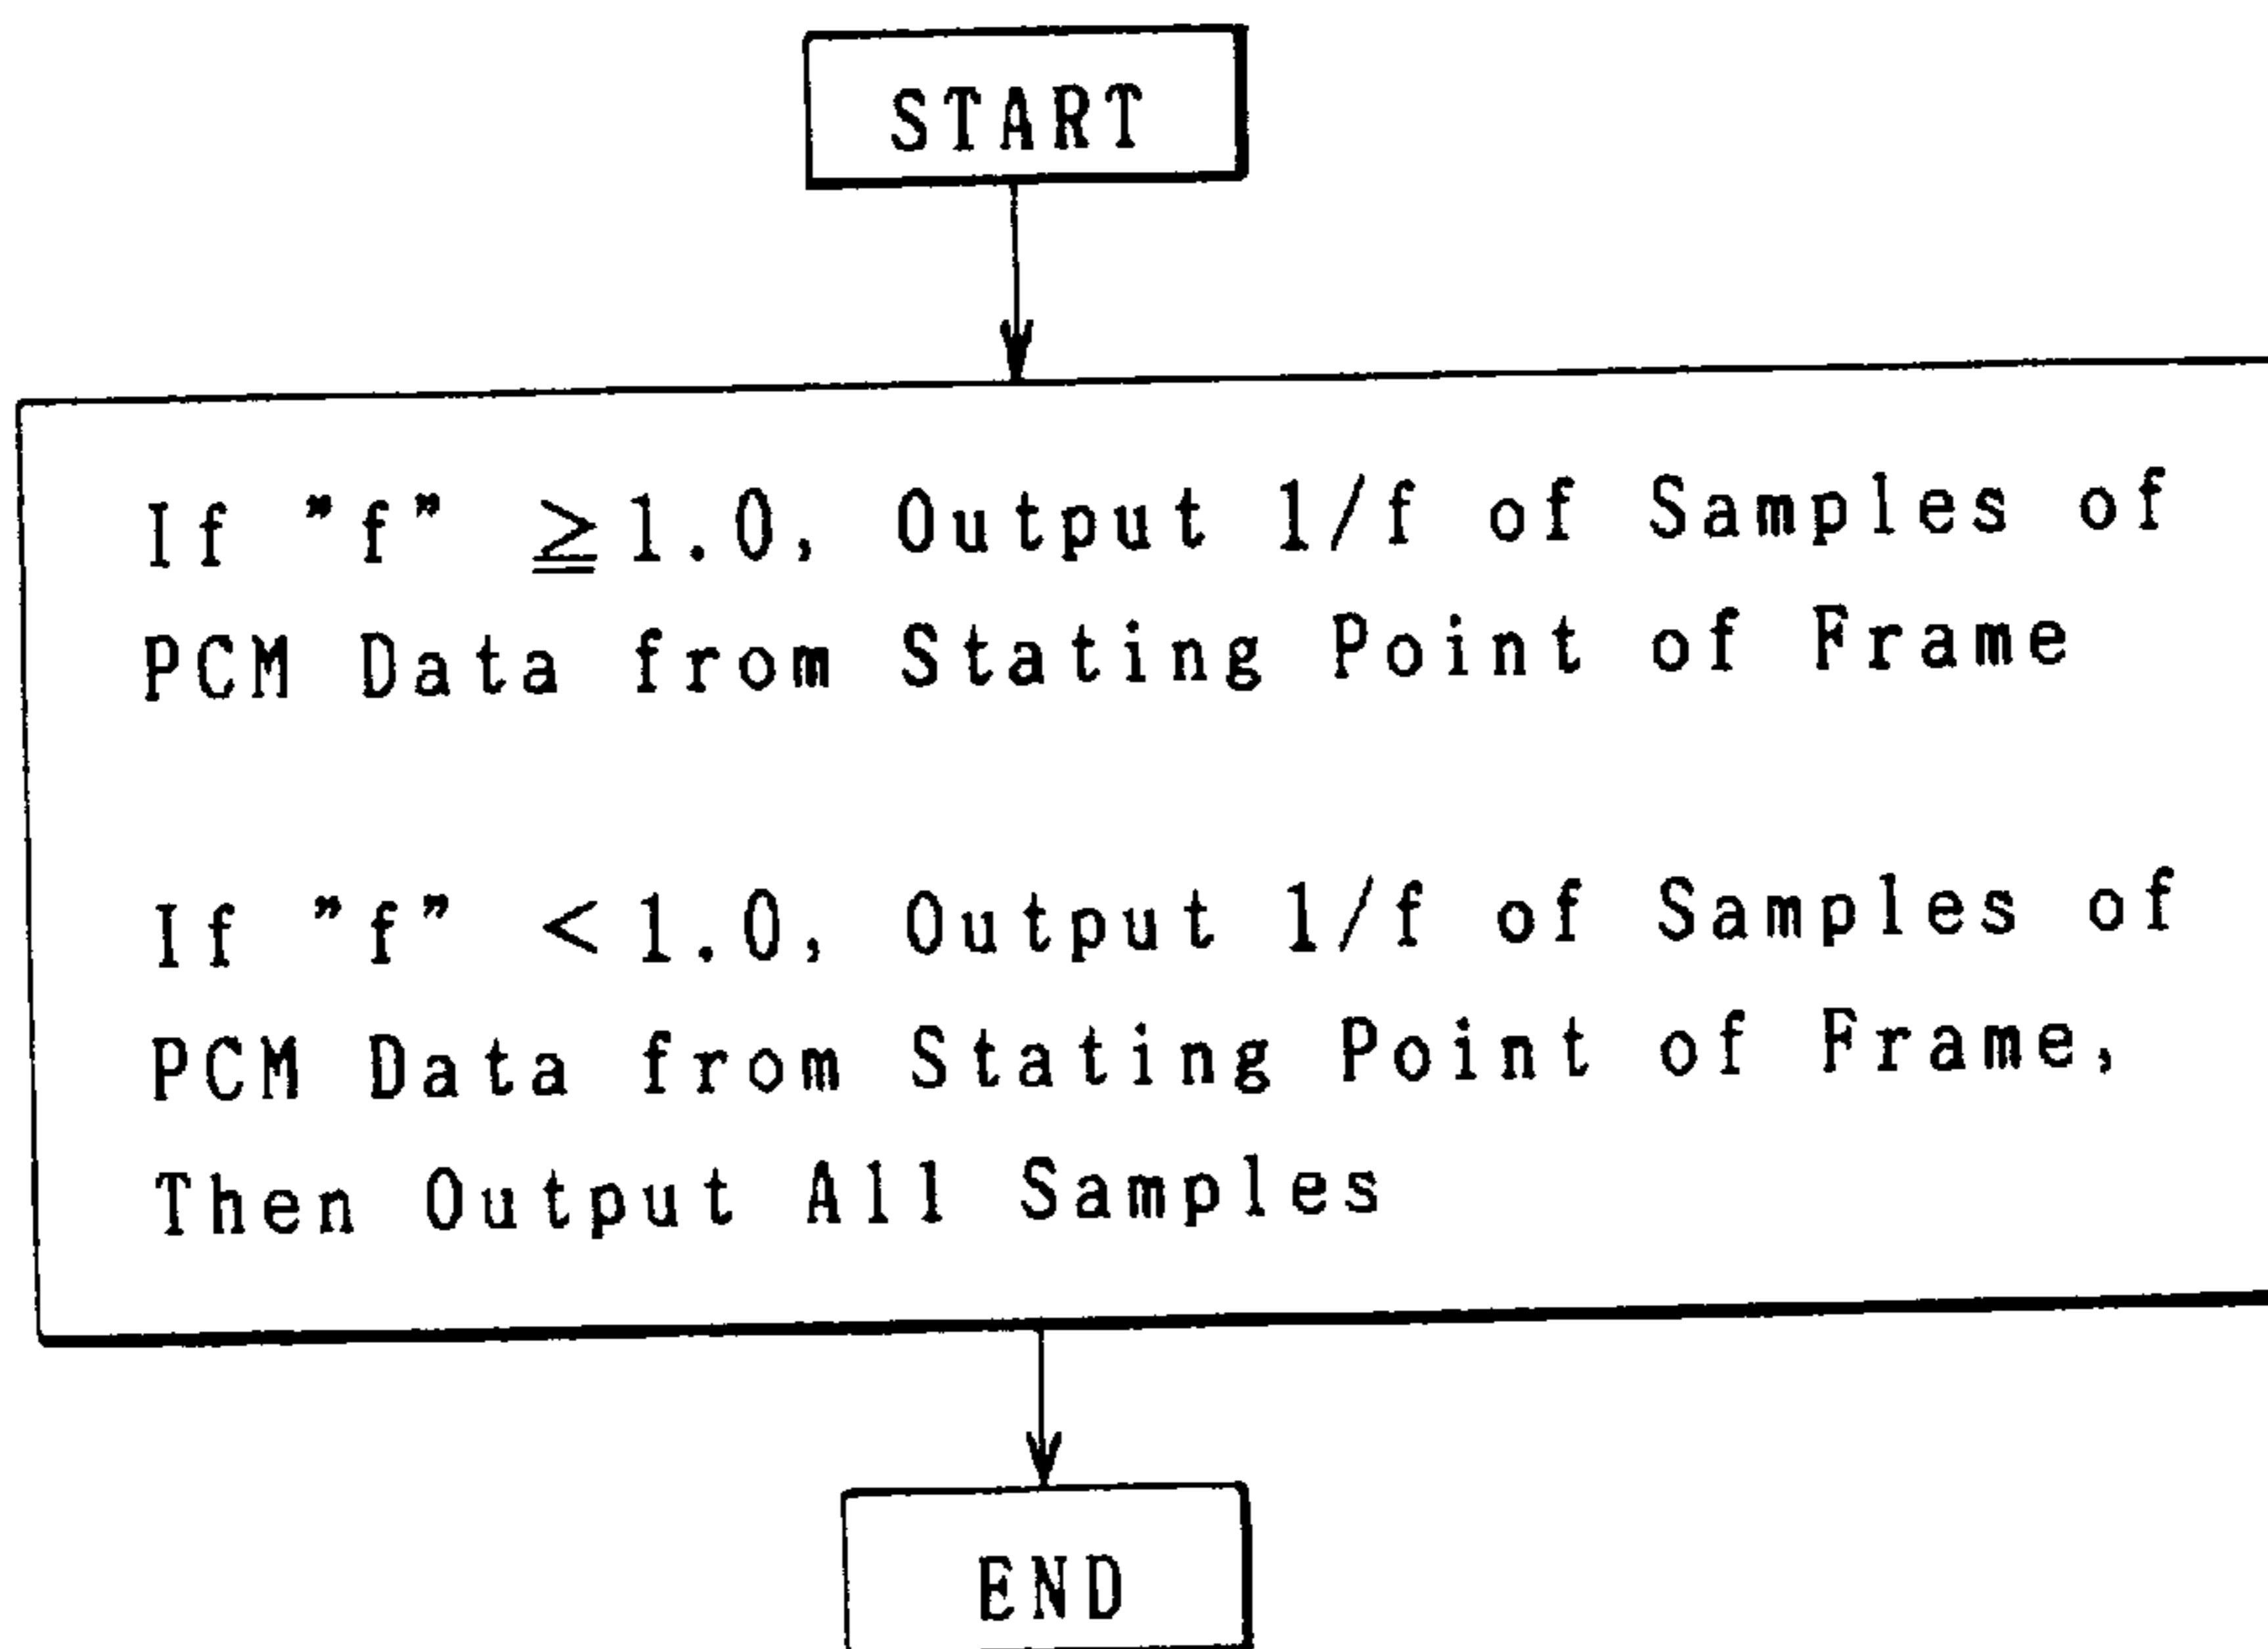 START
If "f" ≧1.0, Output 1/f of Samples of
PCM Data from Stating Point of Frame
If "f" <1.0, Output 1/f of Samples of
PCM Data from Stating Point of Frame,
Then Output All Samples
END